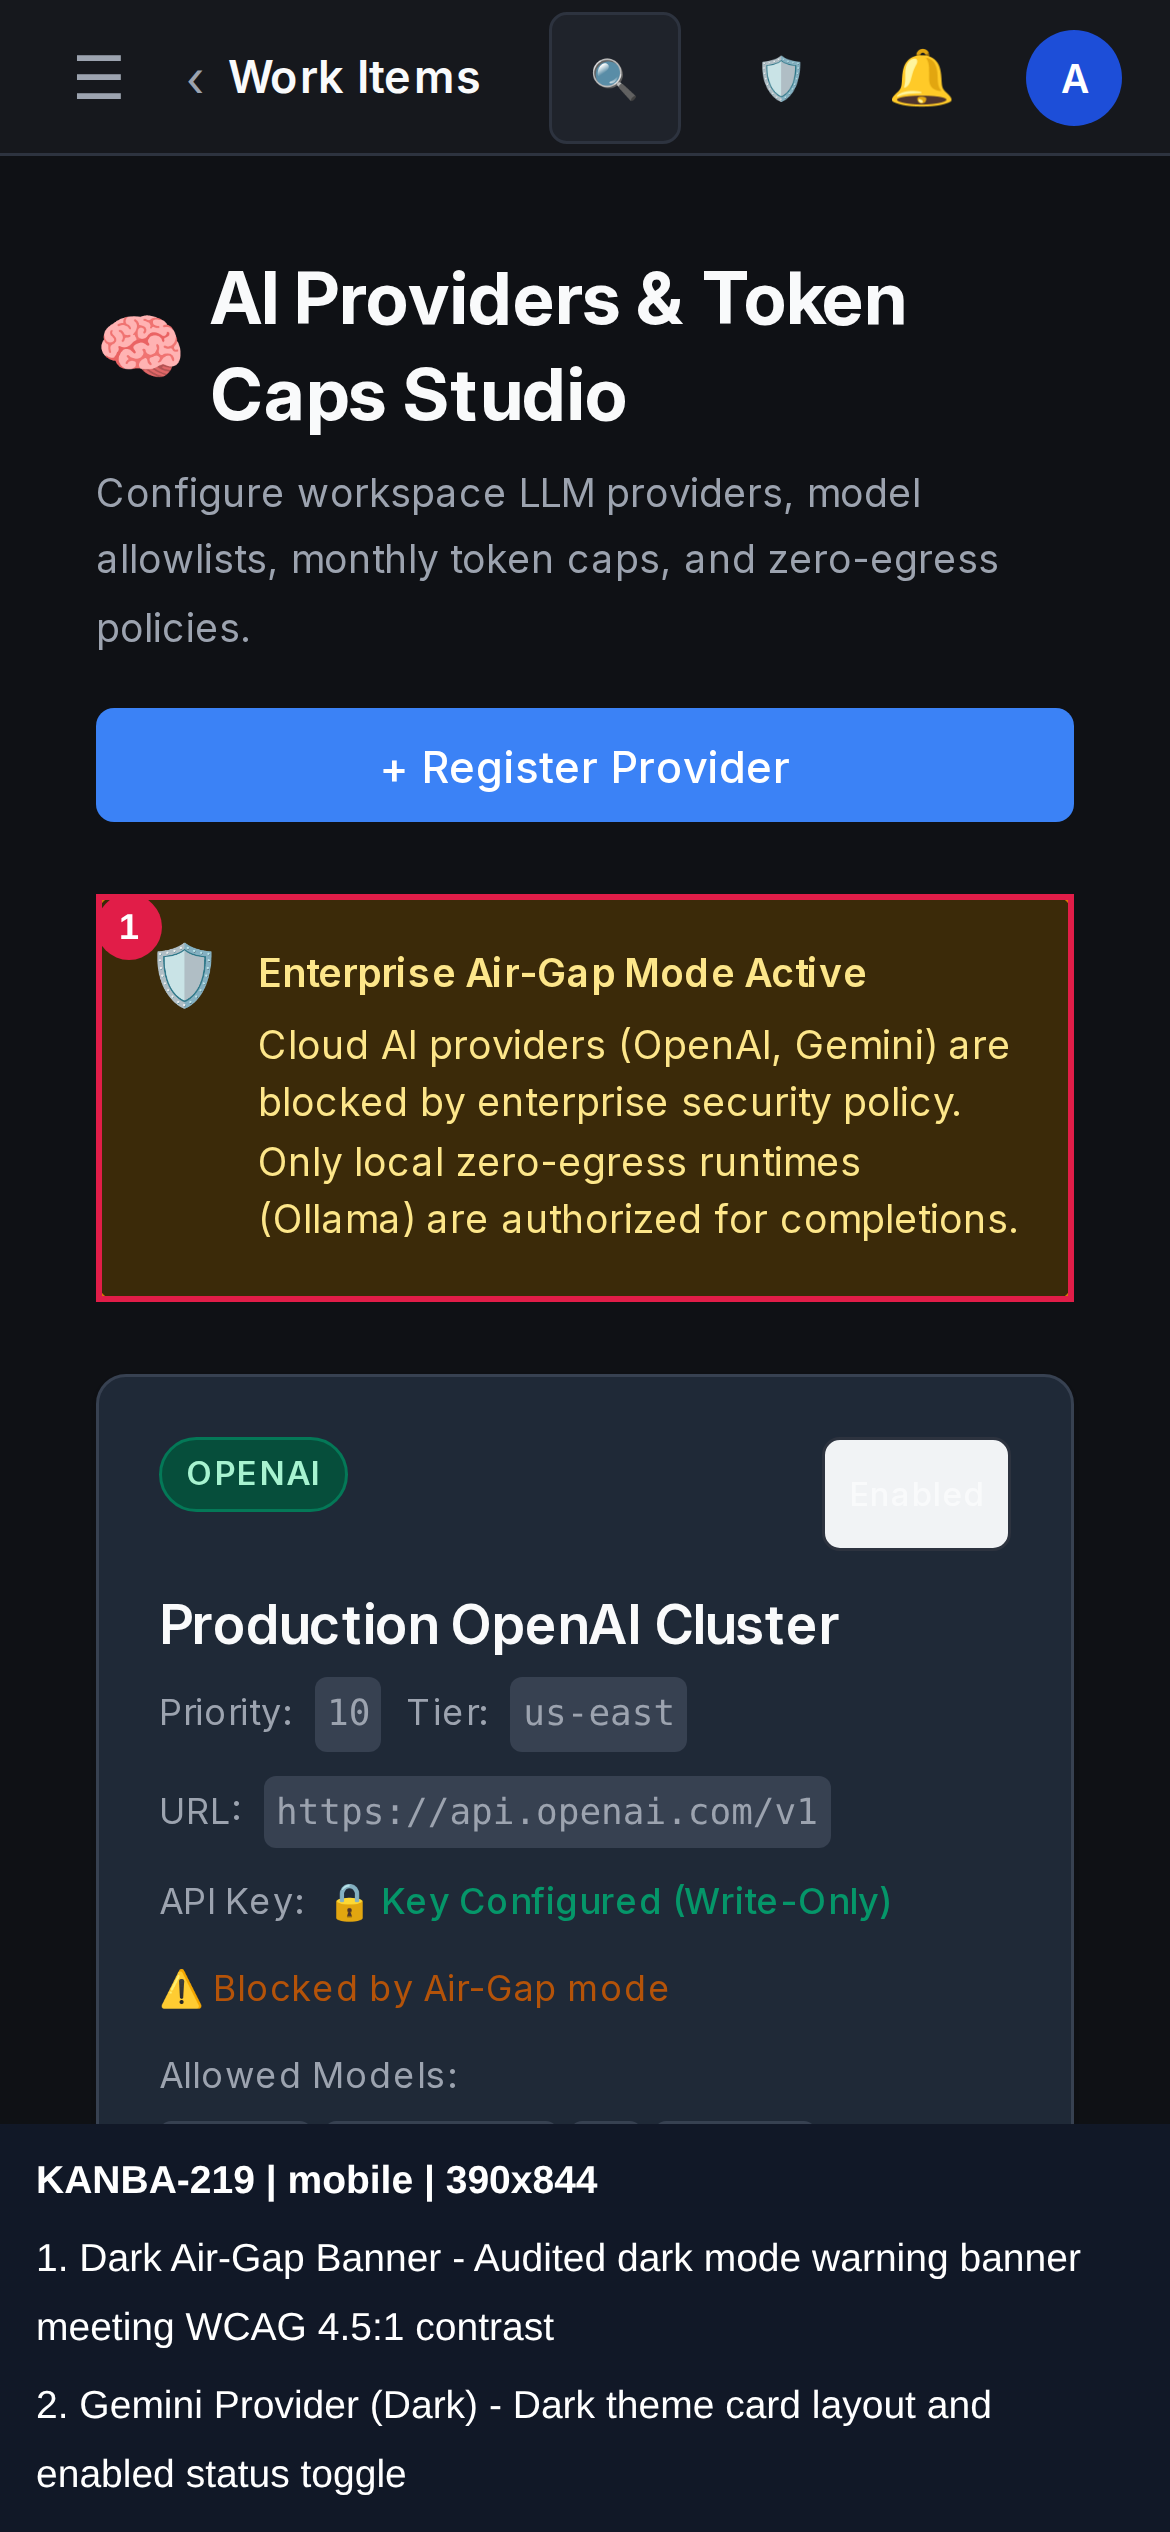 Work Items
A
AI Providers & Token
Caps Studio
Configure workspace LLM providers, model
allowlists, monthly token caps, and zero-egress
policies.
+ Register Provider
1
Enterprise Air-Gap Mode Active
Cloud AI providers (OpenAI, Gemini) are
blocked by enterprise security policy.
Only local zero-egress runtimes
(Ollama) are authorized for completions.
OPENAI
Enabled
Production OpenAI Cluster
Priority: 10 Tier: us-east
URL: https://api.openai.com/v1
API Key: 🔒 Key Configured (Write-Only)
⚠️ Blocked by Air-Gap mode
Allowed Models:
KANBA-219 | mobile | 390x844
1. Dark Air-Gap Banner - Audited dark mode warning banner
meeting WCAG 4.5:1 contrast
2. Gemini Provider (Dark) - Dark theme card layout and
enabled status toggle